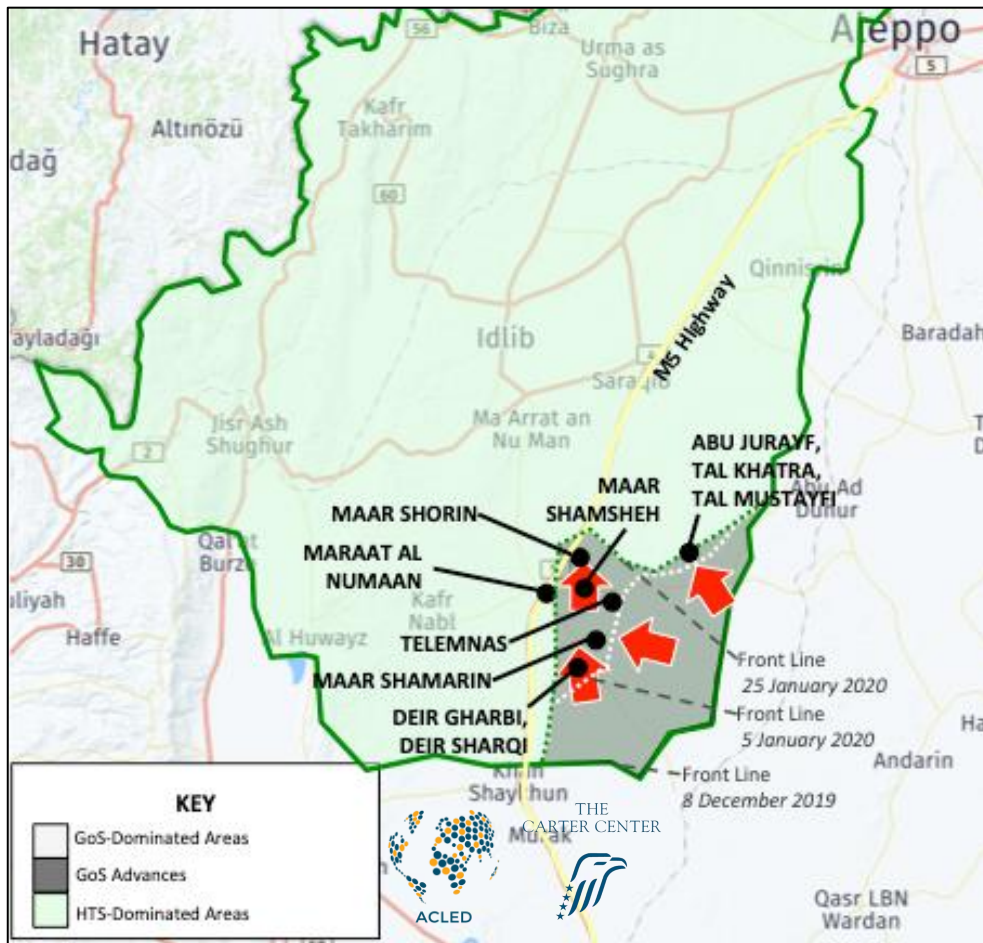 Hatay
56
Biza
Aleppo
Urma as
Sughra
5
Kafr
Takharim
Altınözü
dağ
60
Qinnisrin
M5 Highway
ayladağı
Idlib
4
Baradah
Saraqib
Ma Arrat an
Nu Man
Jisr Ash
Shughur
2
ABU JURAYF,
TAL KHATRA,
TAL MUSTAYFI
Abu Ad
Duhur
MAAR
SHAMSHEH
MAAR SHORIN
Qal'at
Burze
MARAAT AL
NUMAAN
30
uliyah
Kafr
Nabl
Haffe
Al Huwayz
TELEMNAS
MAAR SHAMARIN
Front Line
25 January 2020
DEIR GHARBI,
DEIR SHARQI
Front Line
5 January 2020
Ha
Andarin
Front Line
8 December 2019
Khan
Shaykhun
KEY
GoS-Dominated Areas
GoS Advances
HTS-Dominated Areas
THE
CARTER CENTER
Murak
ACLED
Qasr LBN
Wardan